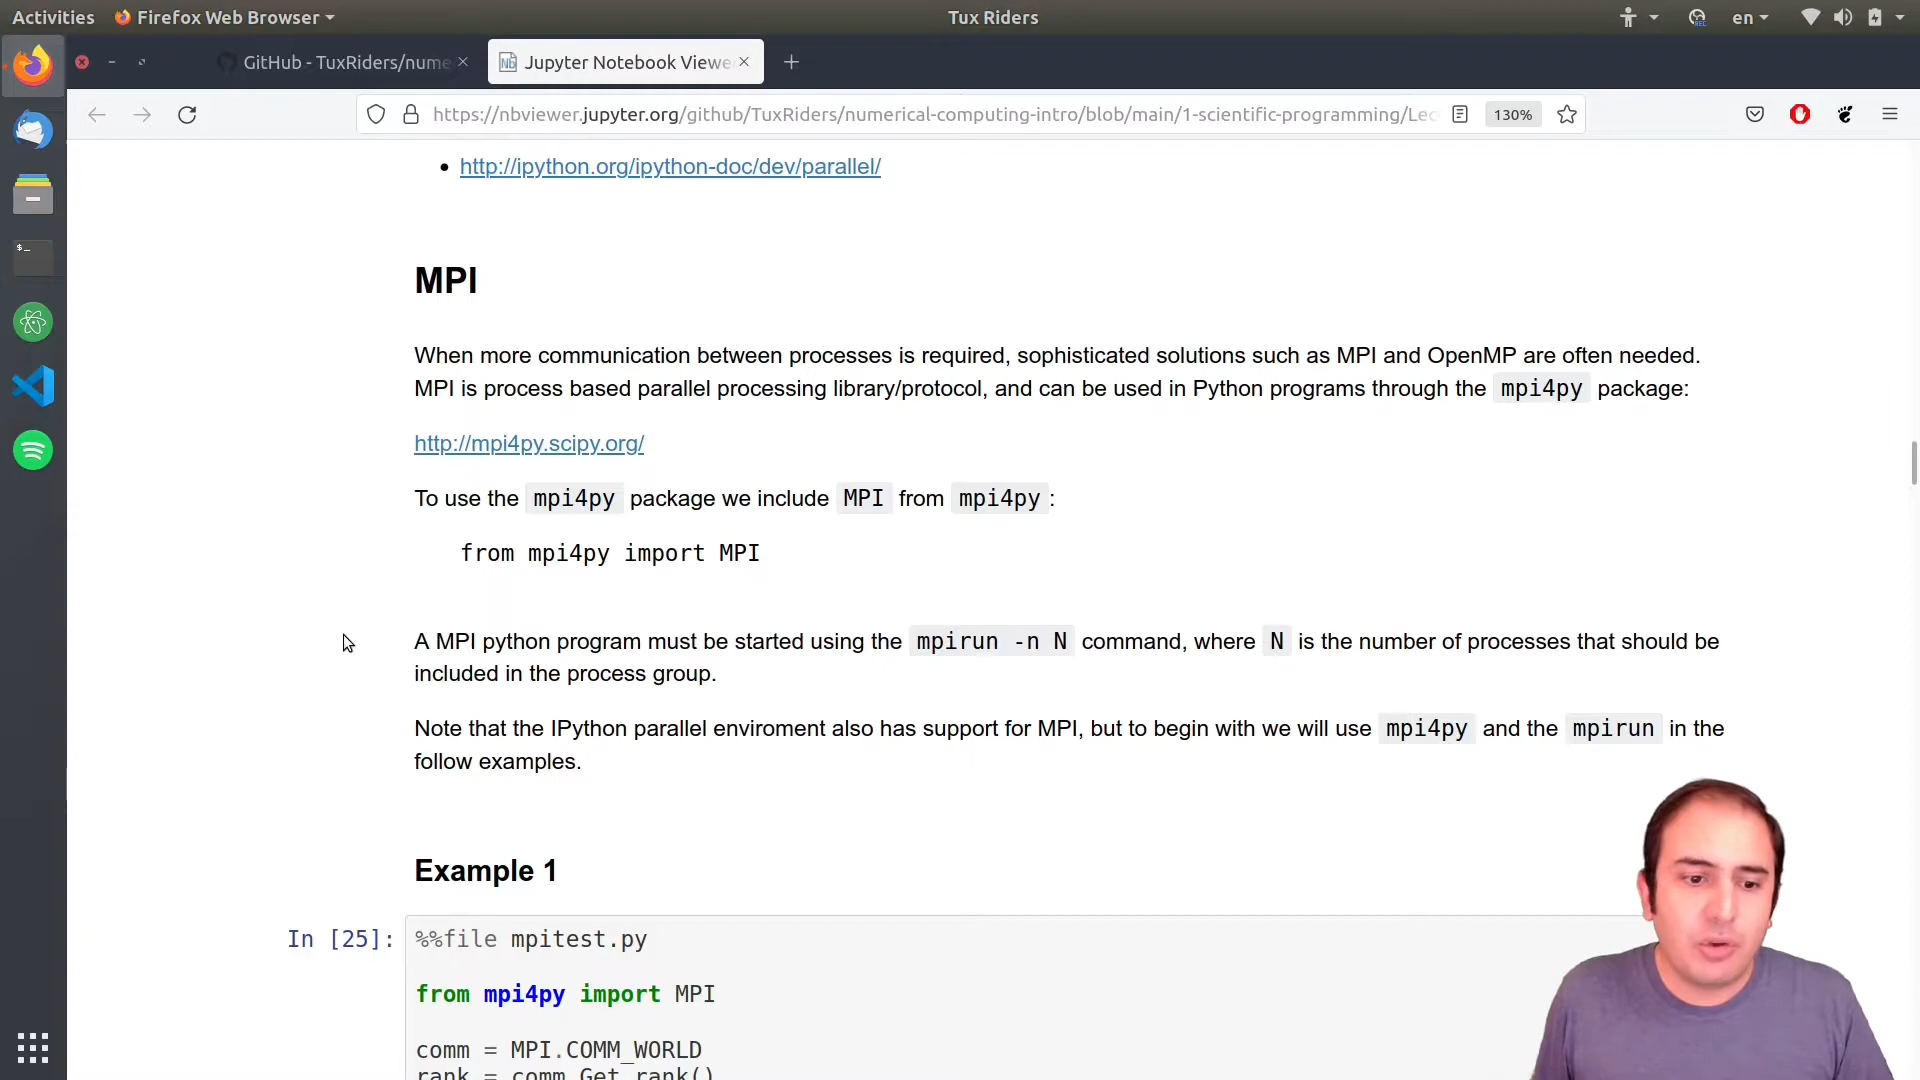 Activities Firefox Web Browser Tux Riders en
GitHub - TuxRiders/nume Jupyter Notebook Viewe
https://nbviewer.jupyter.org/github/TuxRiders/numerical-computing-intro/blob/main/1-scientific-programming/Lec 130%
http://ipython.org/ipython-doc/dev/parallel/
MPI
When more communication between processes is required, sophisticated solutions such as MPI and OpenMP are often needed.
MPI is process based parallel processing library/protocol, and can be used in Python programs through the mpi4py package:
http://mpi4py.scipy.org/
To use the mpi4py package we include MPI from mpi4py:
from mpi4py import MPI
A MPI python program must be started using the mpirun -n N command, where N is the number of processes that should be
included in the process group.
Note that the IPython parallel enviroment also has support for MPI, but to begin with we will use mpi4py and the mpirun in the
follow examples.
Example 1
In [25]: %%file mpitest.py
from mpi4py import MPI
comm = MPI.COMM_WORLD
rank = comm.Get_rank()